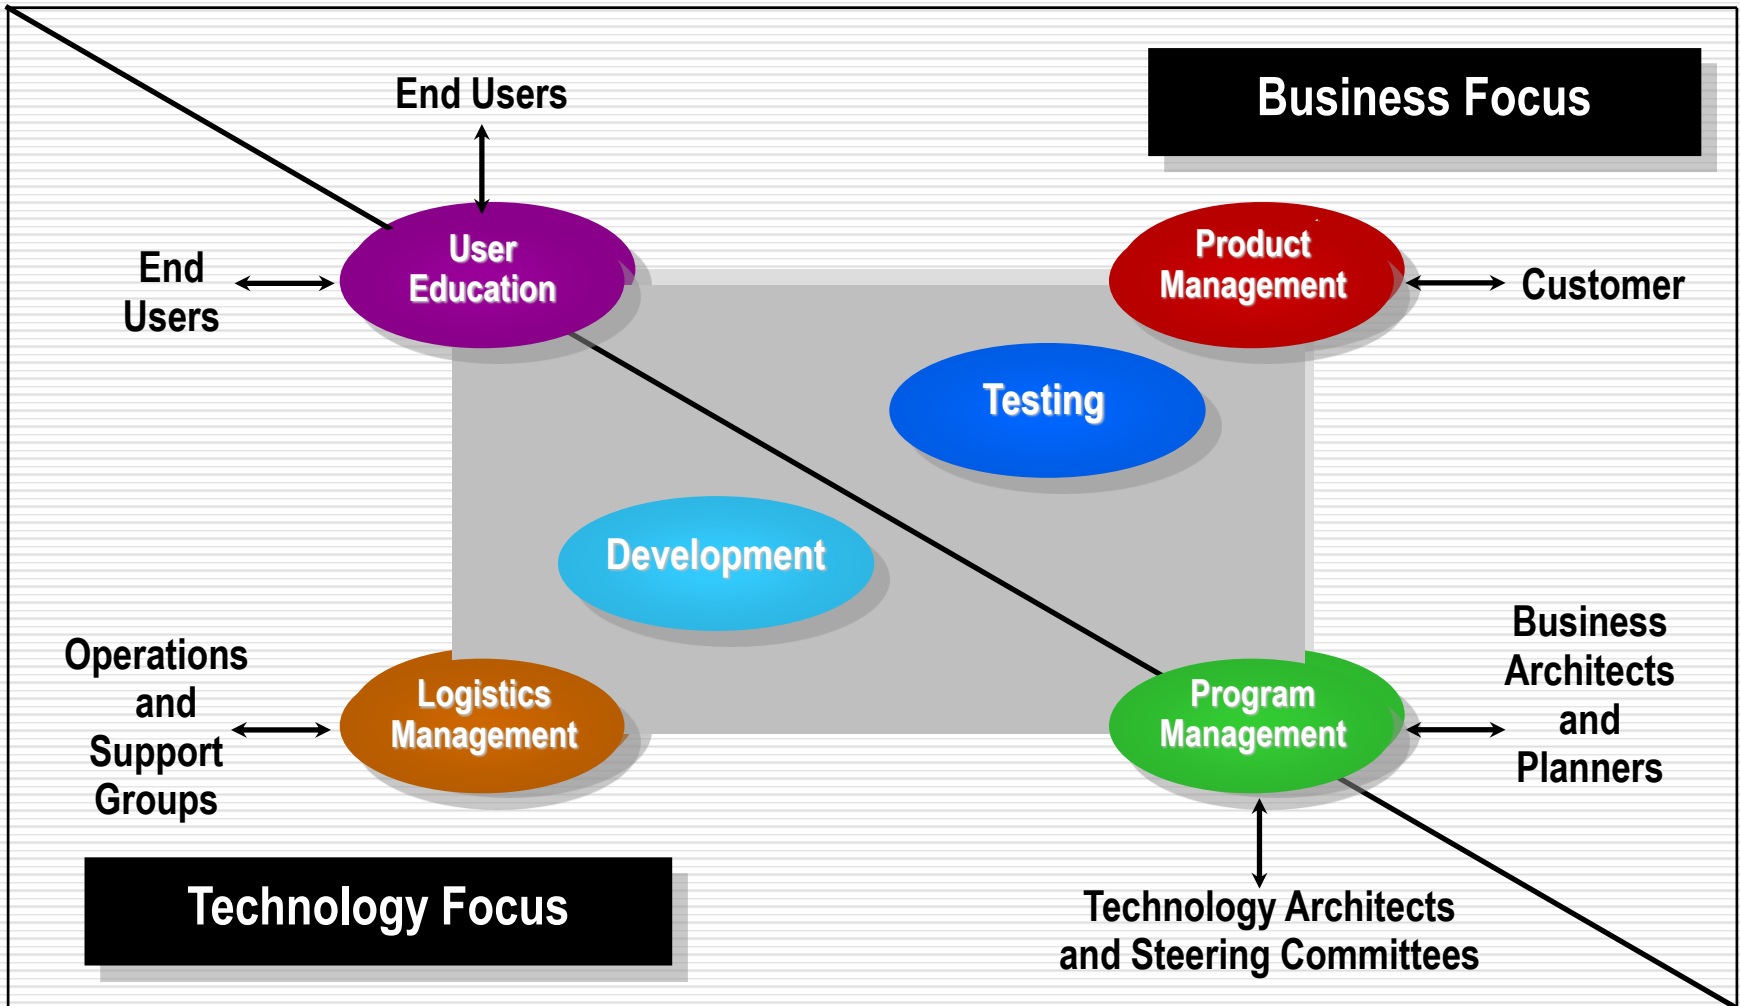 End Users
Business Focus
User
Education
Product
Management
End
Users
Customer
Testing
Development
Operations
and
Support
Groups
Logistics
Management
Program
Management
Business
Architects
and
Planners
Technology Focus
Technology Architects
and Steering Committees